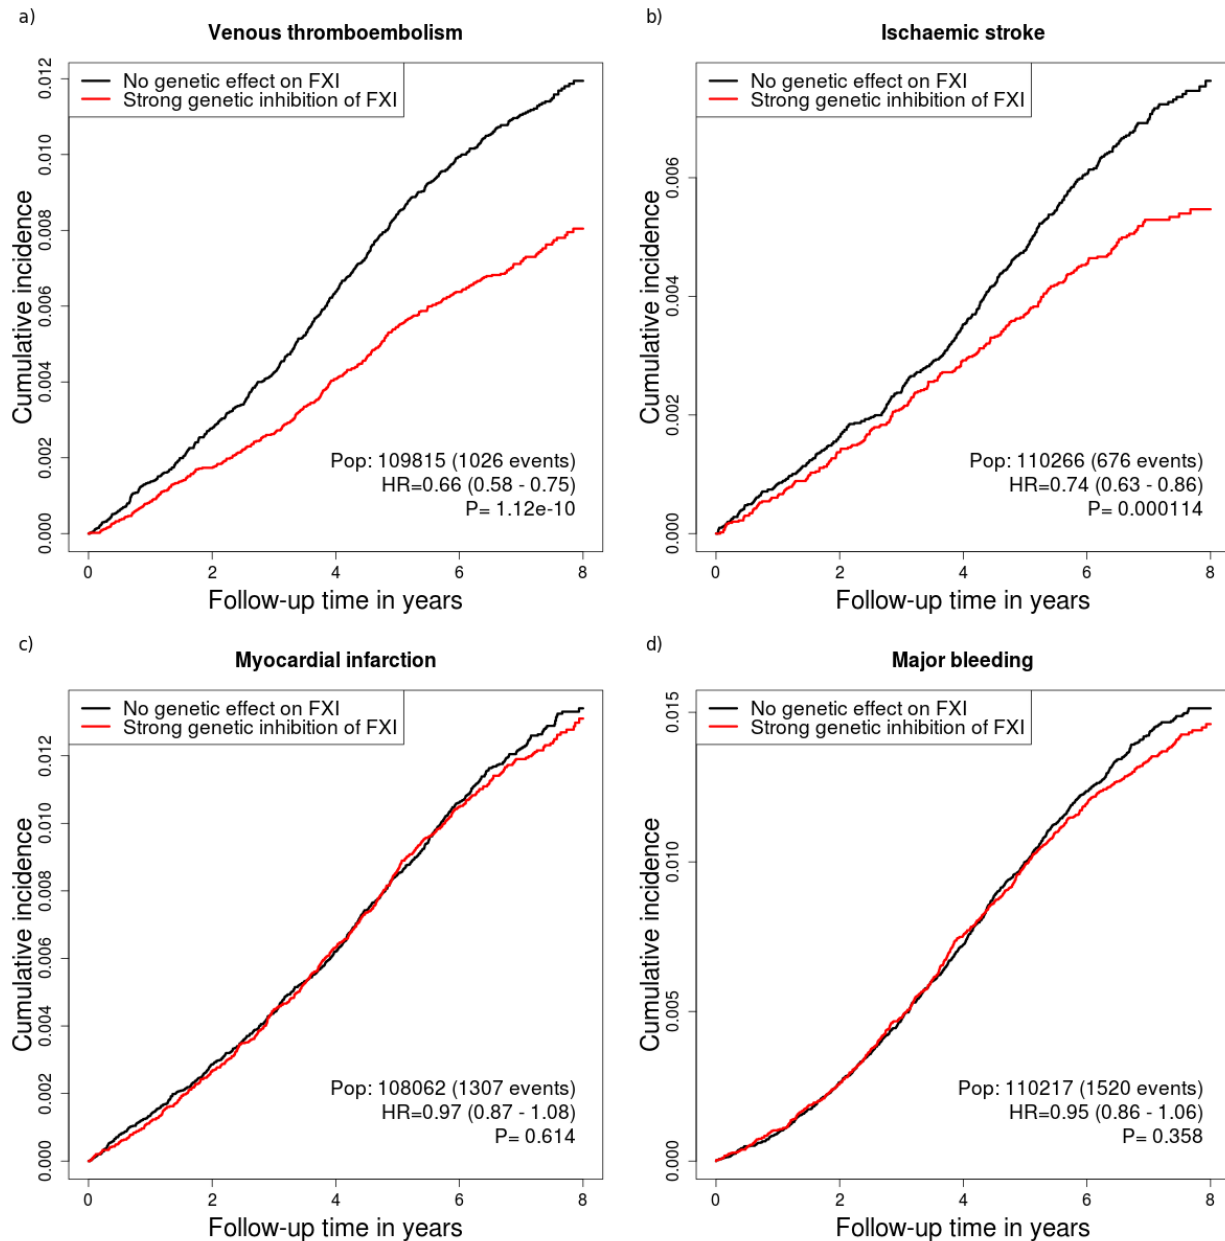 a)
Venous thromboembolism
No genetic effect on FXI
Strong genetic inhibition of FXI
Cumulative incidence
0.000
0.002
0.004
0.006
0.008
0.010
0.012
Pop: 109815 (1026 events)
HR=0.66 (0.58 - 0.75)
P= 1.12e-10
0 2 4 6 8
Follow-up time in years
b)
Ischaemic stroke
No genetic effect on FXI
Strong genetic inhibition of FXI
Cumulative incidence
0.000
0.002
0.004
0.006
Pop: 110266 (676 events)
HR=0.74 (0.63 - 0.86)
P= 0.000114
0 2 4 6 8
Follow-up time in years
c)
Myocardial infarction
No genetic effect on FXI
Strong genetic inhibition of FXI
Cumulative incidence
0.000
0.002
0.004
0.006
0.008
0.010
0.012
Pop: 108062 (1307 events)
HR=0.97 (0.87 - 1.08)
P= 0.614
0 2 4 6 8
Follow-up time in years
d)
Major bleeding
No genetic effect on FXI
Strong genetic inhibition of FXI
Cumulative incidence
0.000
0.005
0.010
0.015
Pop: 110217 (1520 events)
HR=0.95 (0.86 - 1.06)
P= 0.358
0 2 4 6 8
Follow-up time in years